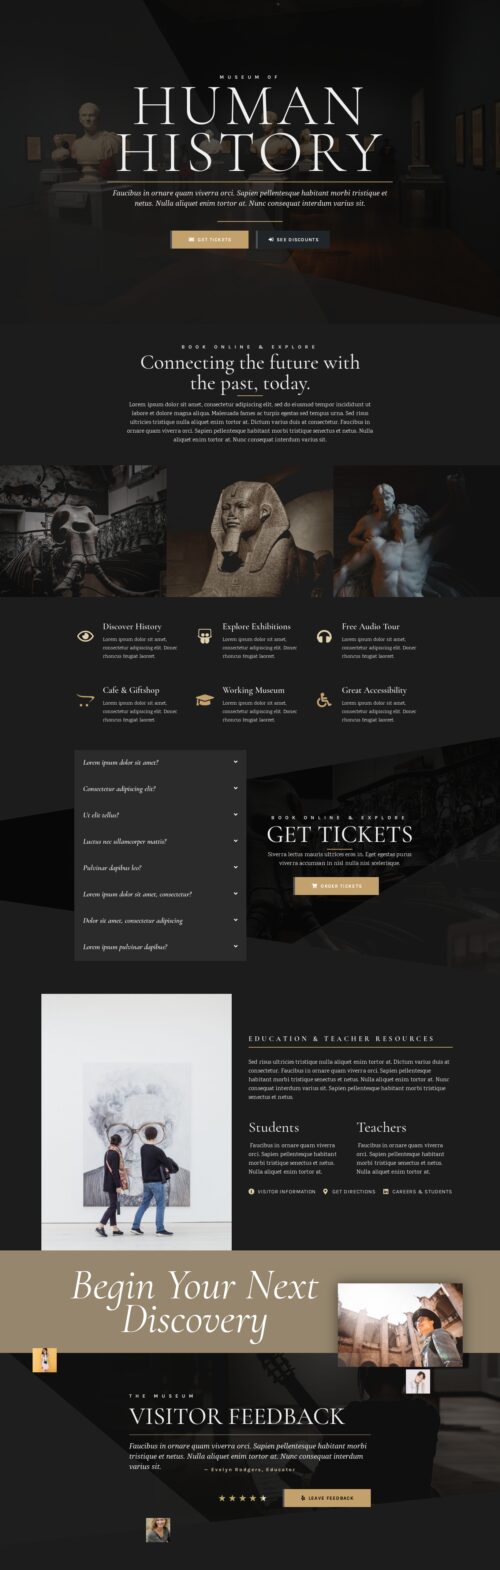 MUSEUM OF
HUMAN
HISTORY
Faucibus in ornare quam viverra orci. Sapien pellentesque habitant morbi tristique et
netus. Nulla aliquet enim tortor at. Nunc consequat interdum varius sit.
GET TICKETS
SEE DISCOUNTS
BOOK ONLINE & EXPLORE
Connecting the future with
the past, today.
Lorem ipsum dolor sit amet, consectetur adipiscing elit, sed do eiusmod tempor incididunt ut
labore et dolore magna aliqua. Malesuada fames ac turpis egestas sed tempus urna. Sed risus
ultricies tristique nulla aliquet enim tortor at. Dictum varius duis at consectetur. Faucibus in
ornare quam viverra orci. Sapien pellentesque habitant morbi tristique senectus et netus. Nulla
aliquet enim tortor at. Nunc consequat interdum varius sit.
Discover History
Lorem ipsum dolor sit amet,
consectetur adipiscing elit. Donec
rhoncus feugiat laoreet.
Explore Exhibitions
Lorem ipsum dolor sit amet,
consectetur adipiscing elit. Donec
rhoncus feugiat laoreet.
Free Audio Tour
Lorem ipsum dolor sit amet,
consectetur adipiscing elit. Donec
rhoncus feugiat laoreet.
Cafe & Giftshop
Lorem ipsum dolor sit amet,
consectetur adipiscing elit. Donec
rhoncus feugiat laoreet.
Working Museum
Lorem ipsum dolor sit amet,
consectetur adipiscing elit. Donec
rhoncus feugiat laoreet.
Great Accessibility
Lorem ipsum dolor sit amet,
consectetur adipiscing elit. Donec
rhoncus feugiat laoreet.
Lorem ipsum dolor sit amet?
Consectetur adipiscing elit?
Ut elit tellus?
Luctus nec ullamcorper mattis?
Pulvinar dapibus leo?
Lorem ipsum dolor sit amet, consectetur?
Dolor sit amet, consectetur adipiscing
Lorem ipsum pulvinar dapibus?
BOOK ONLINE & EXPLORE
GET TICKETS
Viverra lectus mauris ultrices eros in. Eget egestas purus
viverra accumsan in nisl nulla nisi scelerisque.
ORDER TICKETS
EDUCATION & TEACHER RESOURCES
Sed risus ultricies tristique nulla aliquet enim tortor at. Dictum varius duis at
consectetur. Faucibus in ornare quam viverra orci. Sapien pellentesque
habitant morbi tristique senectus et netus. Nulla aliquet enim tortor at. Nunc
consequat interdum varius sit. Sapien pellentesque habitant morbi tristique
senectus et netus.
Students
Faucibus in ornare quam viverra
orci. Sapien pellentesque habitant
morbi tristique senectus et netus.
Nulla aliquet enim tortor at.
Teachers
Faucibus in ornare quam viverra
orci. Sapien pellentesque habitant
morbi tristique senectus et netus.
Nulla aliquet enim tortor at.
VISITOR INFORMATION
GET DIRECTIONS
CAREERS & STUDENTS
Begin Your Next
Discovery
THE MUSEUM
VISITOR FEEDBACK
Faucibus in ornare quam viverra orci. Sapien pellentesque habitant morbi
tristique et netus. Nulla aliquet enim tortor at. Nunc consequat interdum
varius sit.
— Evelyn Rodgers, Educator
LEAVE FEEDBACK